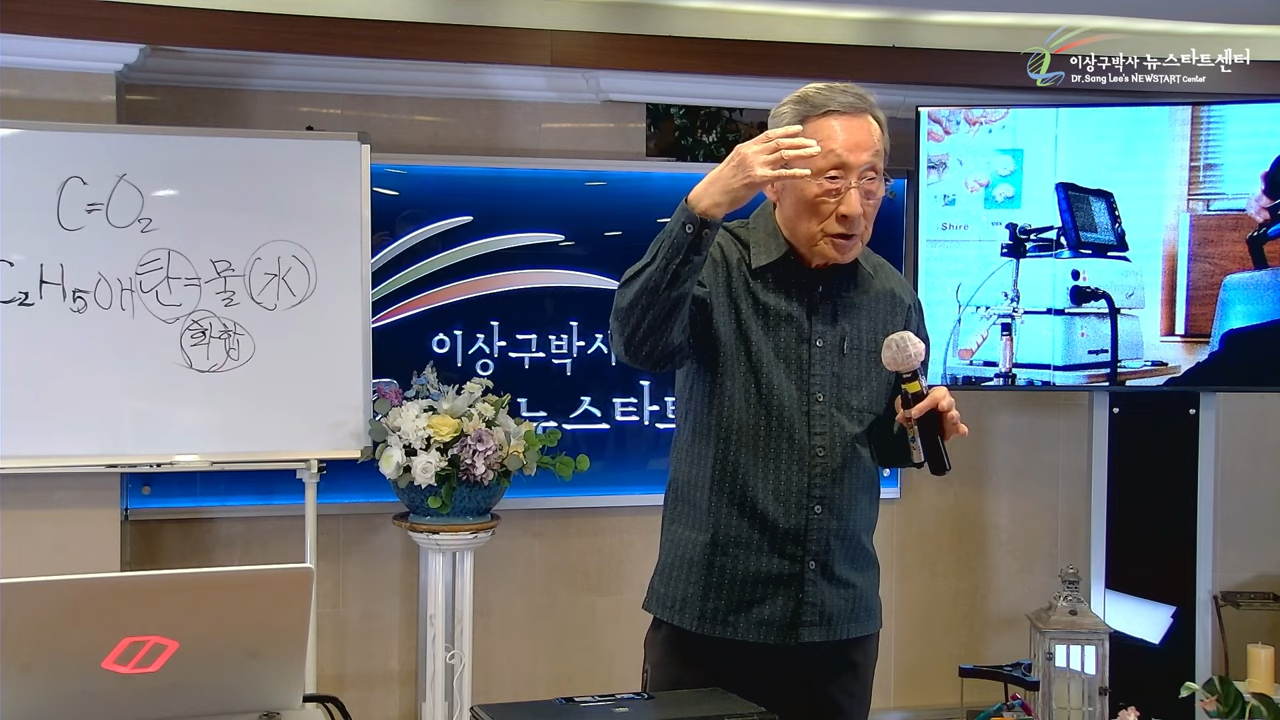 이상구박사 뉴스타트센터
Dr. Sang Lee's NEWSTART Center
C=O₂
C₂H₅OH 탄=물(水)
화합
이상구박사
뉴스타트
Shire